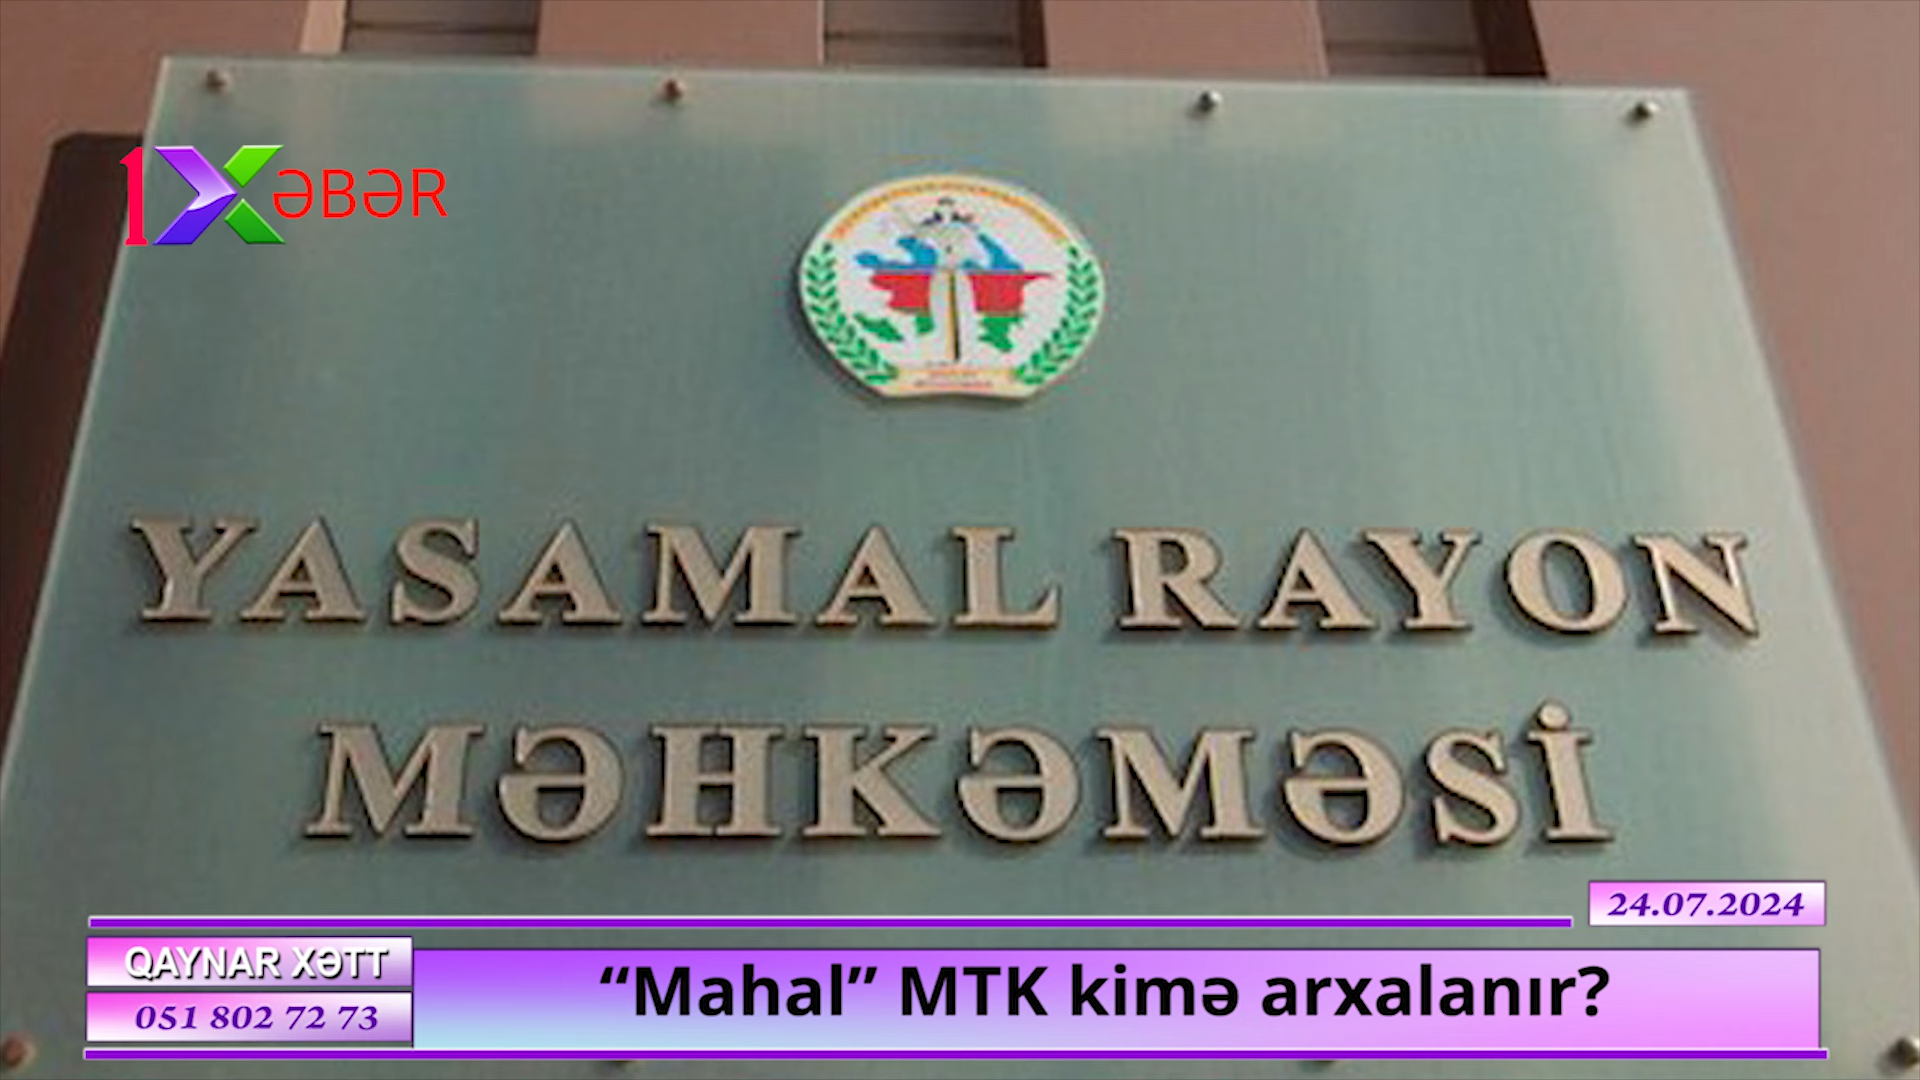 1XƏBƏR
YASAMAL RAYON
MƏHKƏMƏSİ
24.07.2024
QAYNAR XƏTT
051 802 72 73
“Mahal” MTK kimə arxalanır?